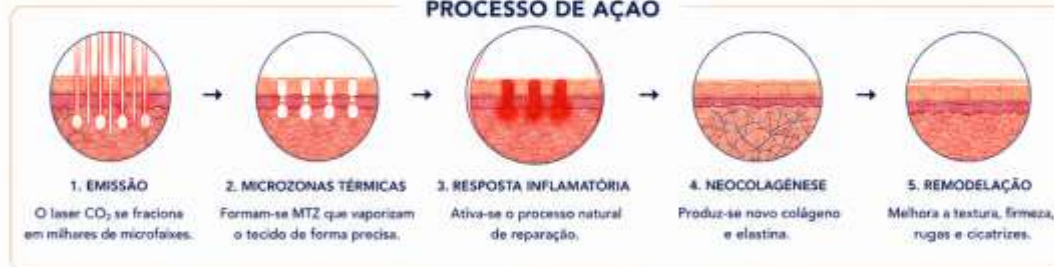 PROCESSO DE AÇÃO
1. EMISSÃO
O laser CO₂ se fraciona
em milhares de microfaixes.
2. MICROZONAS TÉRMICAS
Formam-se MTZ que vaporizam
o tecido de forma precisa.
3. RESPOSTA INFLAMATÓRIA
Ativa-se o processo natural
de reparação.
4. NEOCOLAGÉNESE
Produz-se novo colágeno
e elastina.
5. REMODELAÇÃO
Melhora a textura, firmeza,
rugas e cicatrizes.